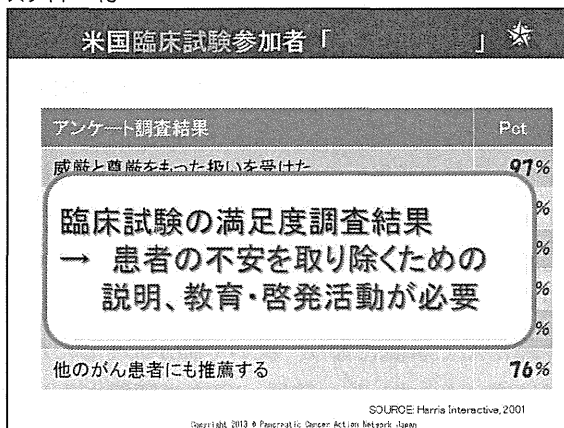 米国臨床試験参加者「　　　　　」
アンケート調査結果 Pct
威厳と尊厳をもった扱いを受けた 97%
%
臨床試験の満足度調査結果
%
→ 患者の不安を取り除くための
%
説明、教育・啓発活動が必要
%
他のがん患者にも推薦する 76%
SOURCE: Harris Interactive, 2001
Copyright 2013 © Pancreatic Cancer Action Network Japan